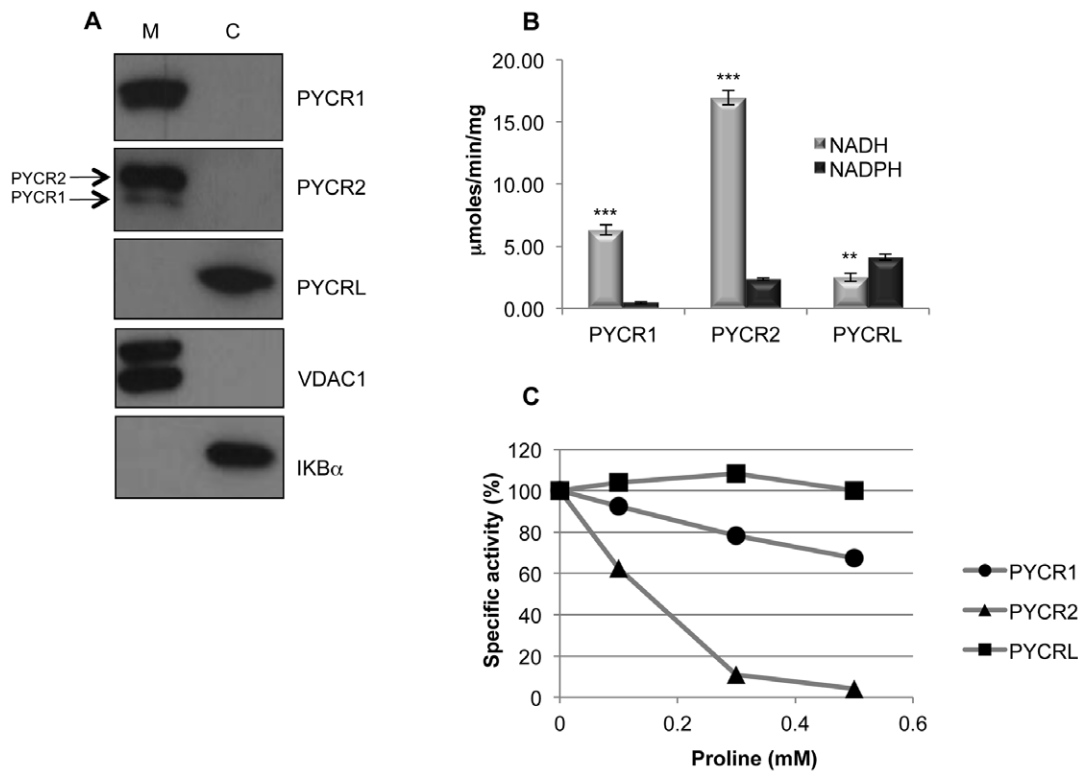 A
M C
PYCR1
PYCR2
PYCR1
PYCR2
PYCRL
VDAC1
IKBα
B
μmoles/min/mg
20.00
15.00
10.00
5.00
0.00
***
***
**
NADH
NADPH
PYCR1 PYCR2 PYCRL
C
Specific activity (%)
120
100
80
60
40
20
0
0 0.2 0.4 0.6
Proline (mM)
PYCR1
PYCR2
PYCRL